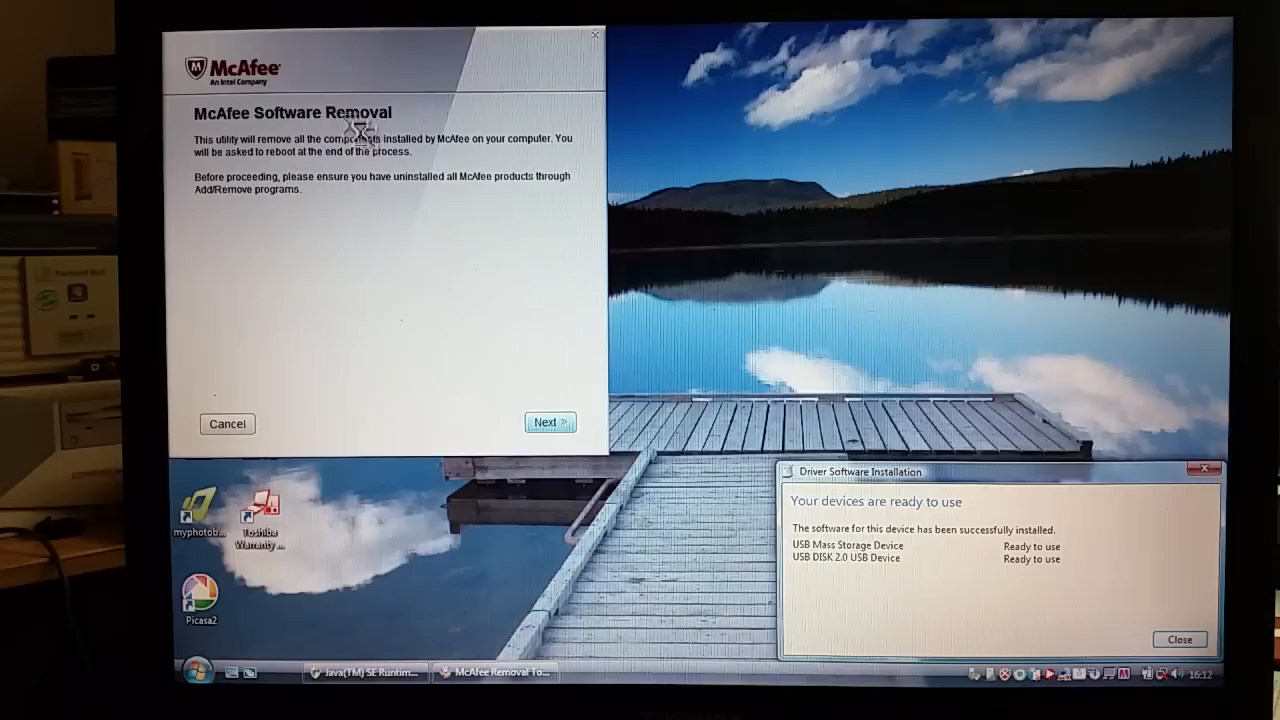 McAfee
An Intel Company
McAfee Software Removal
This utility will remove all the components installed by McAfee on your computer. You
will be asked to reboot at the end of the process.
Before proceeding, please ensure you have uninstalled all McAfee products through
Add/Remove programs.
Cancel
Next »
Driver Software Installation
Your devices are ready to use
The software for this device has been successfully installed.
USB Mass Storage Device Ready to use
USB DISK 2.0 USB Device Ready to use
Close
myphotob...
Toshiba
Warranty ...
Picasa2
Java(TM) SE Runtim...
McAfee Removal To...
16:12
Packard Bell